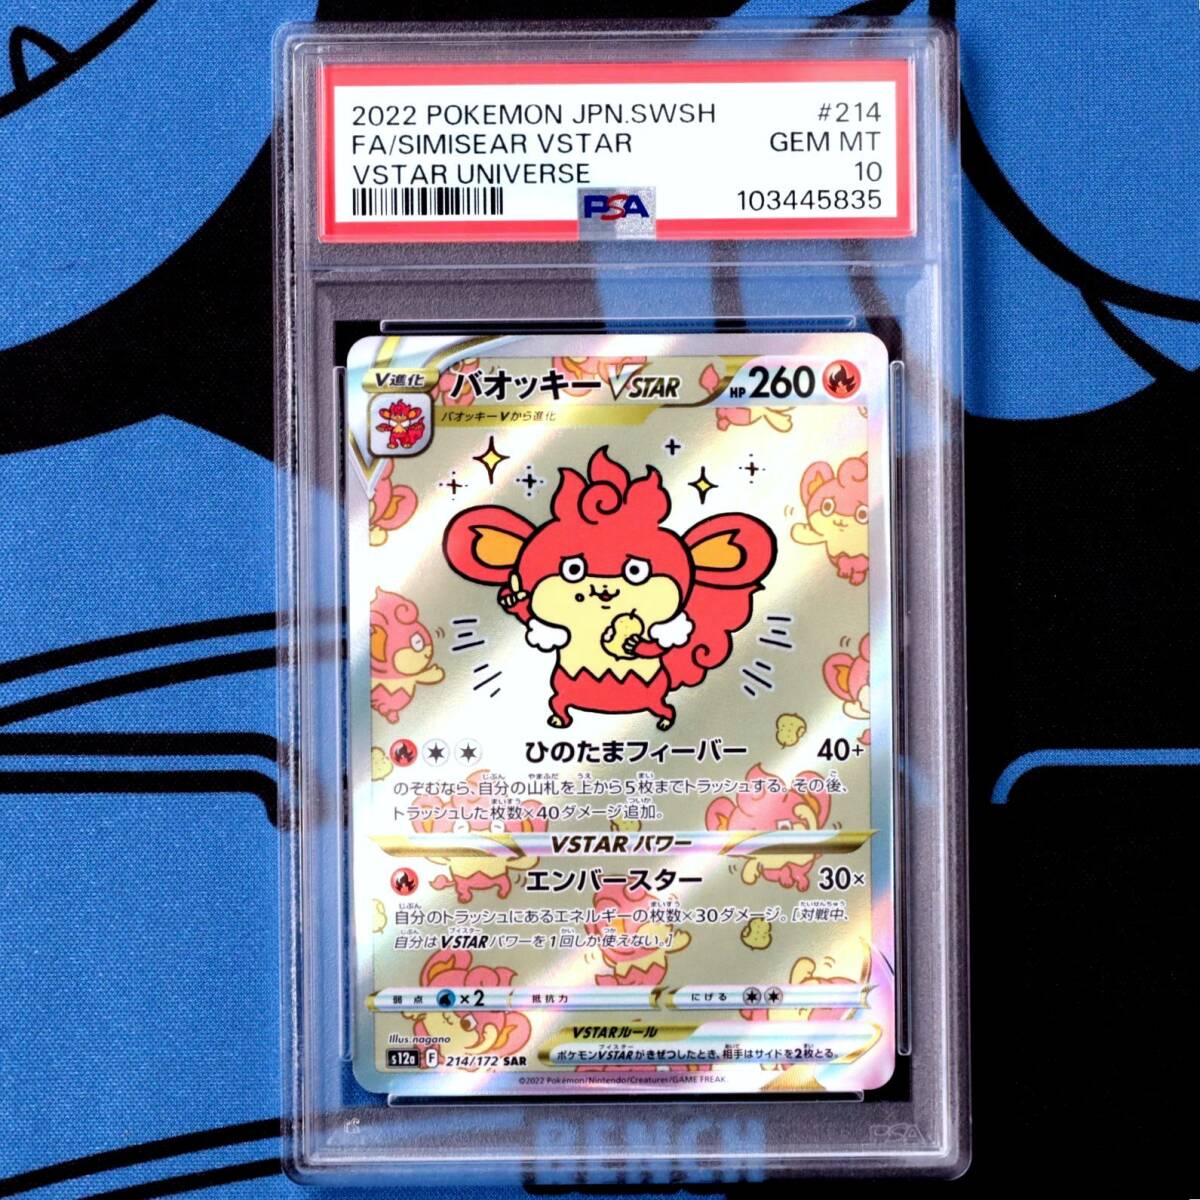 2022 POKEMON JPN.SWSH #214
FA/SIMISEAR VSTAR GEM MT
VSTAR UNIVERSE 10
PSA 103445835
V進化 バオッキー VSTAR HP 260
バオッキーVから進化
ひのたまフィーバー 40+
のぞむなら、自分の山札を上から5枚までトラッシュする。その後、
トラッシュした枚数×40ダメージ追加。
VSTARパワー
エンバースター 30×
自分のトラッシュにあるエネルギーの枚数×30ダメージ。[対戦中、
自分はVSTARパワーを1回しか使えない。]
弱点 ×2 抵抗力 にげる
Illus.nagano
VSTARルール
s12a F 214/172 SAR ポケモンVSTARがきぜつしたとき、相手はサイドを2枚とる。
©2022 Pokémon/Nintendo/Creatures/GAME FREAK.
PSA